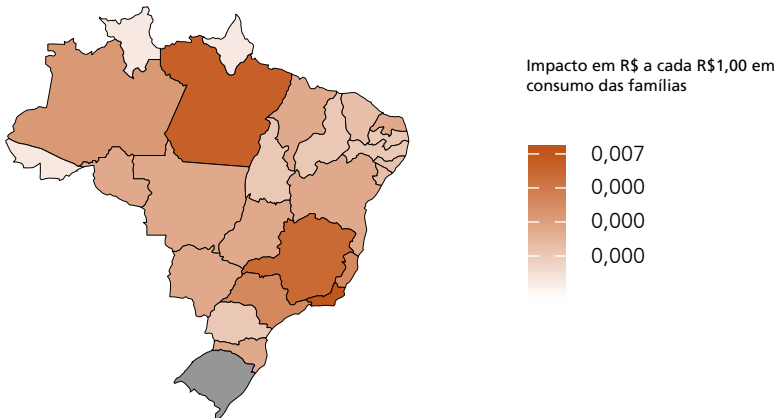 Impacto em R$ a cada R$1,00 em
consumo das famílias
0,007
0,000
0,000
0,000